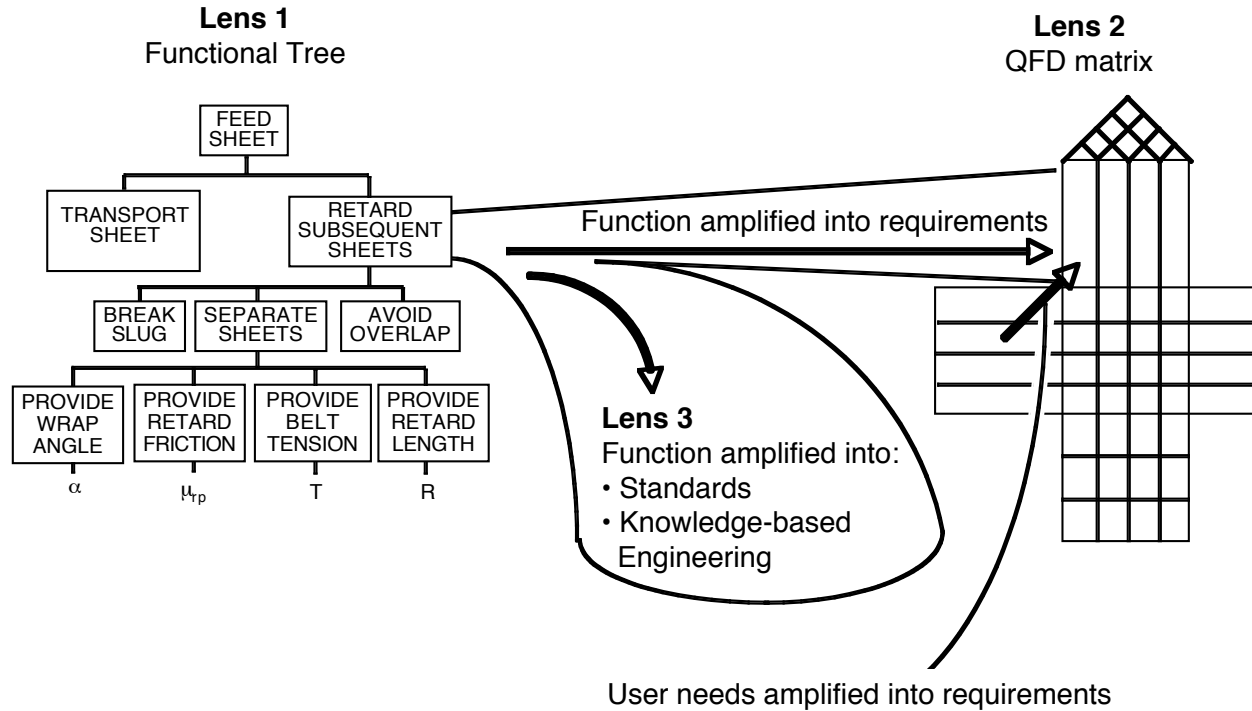 Lens 1
Functional Tree
Lens 2
QFD matrix
FEED
SHEET
TRANSPORT
SHEET
RETARD
SUBSEQUENT
SHEETS
Function amplified into requirements
BREAK
SLUG
SEPARATE
SHEETS
AVOID
OVERLAP
PROVIDE
WRAP
ANGLE
PROVIDE
RETARD
FRICTION
PROVIDE
BELT
TENSION
PROVIDE
RETARD
LENGTH
α
μrp
T
R
Lens 3
Function amplified into:
• Standards
• Knowledge-based
Engineering
User needs amplified into requirements